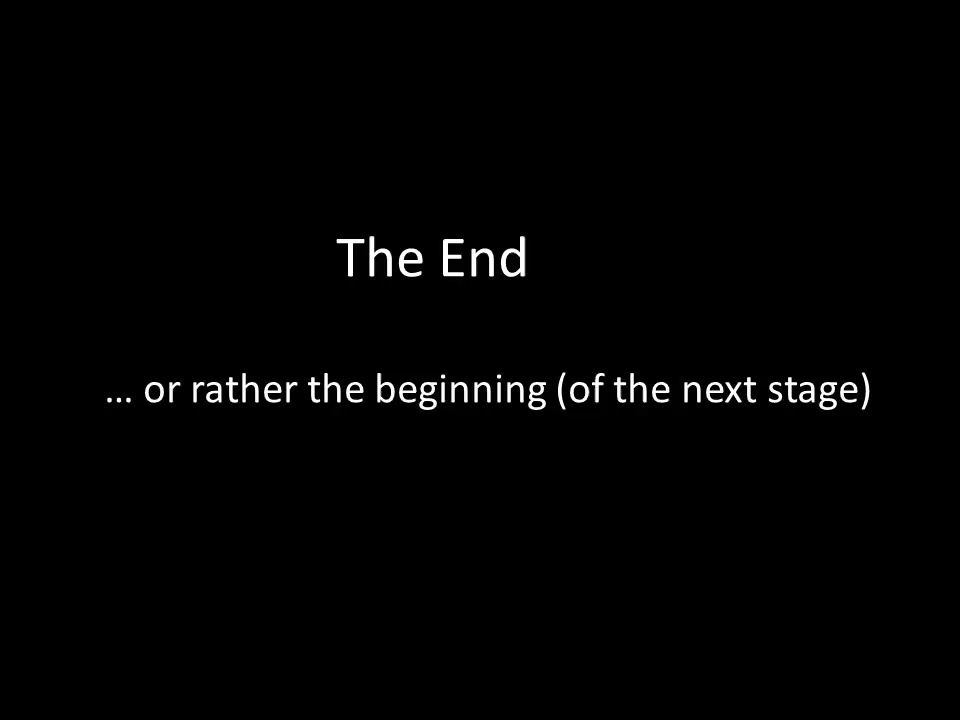 The End
… or rather the beginning (of the next stage)